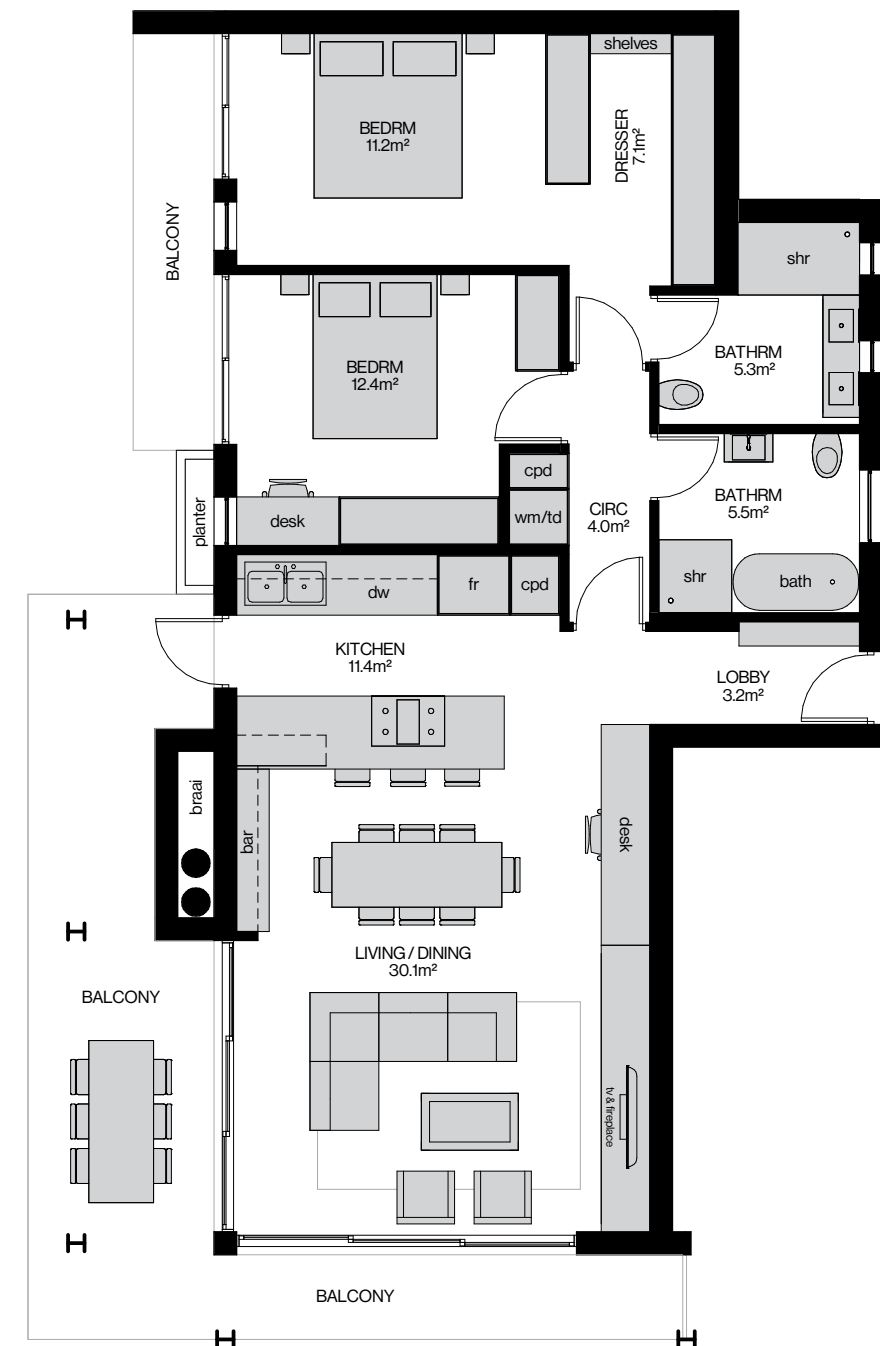 shelves
BEDRM
11.2m²
DRESSER
7.1m²
BALCONY
shr
BATHRM
5.3m²
BEDRM
12.4m²
cpd
wm/td
CIRC
4.0m²
BATHRM
5.5m²
planter
desk
shr
bath
dw
fr
cpd
KITCHEN
11.4m²
LOBBY
3.2m²
braai
bar
desk
LIVING / DINING
30.1m²
BALCONY
tv & fireplace
BALCONY